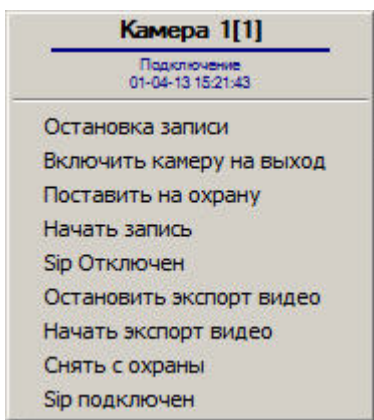 Камера 1[1]
Подключение
01-04-13 15:21:43
Остановка записи
Включить камеру на выход
Поставить на охрану
Начать запись
Sip Отключен
Остановить экспорт видео
Начать экспорт видео
Снять с охраны
Sip подключен